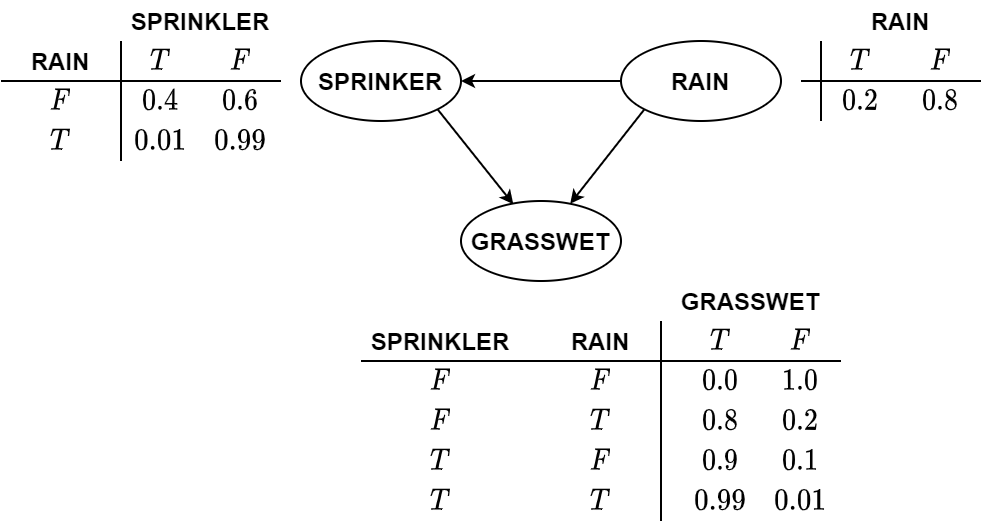 SPRINKLER
RAIN T F
F 0.4 0.6
T 0.01 0.99
SPRINKER
RAIN
RAIN
T F
0.2 0.8
GRASSWET
GRASSWET
SPRINKLER RAIN T F
F F 0.0 1.0
F T 0.8 0.2
T F 0.9 0.1
T T 0.99 0.01